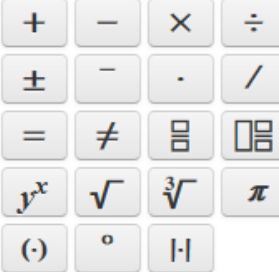 + − × ÷
± − · /
= ≠ □/□ □□/□
yˣ √ ∛ π
(·) ° |·|